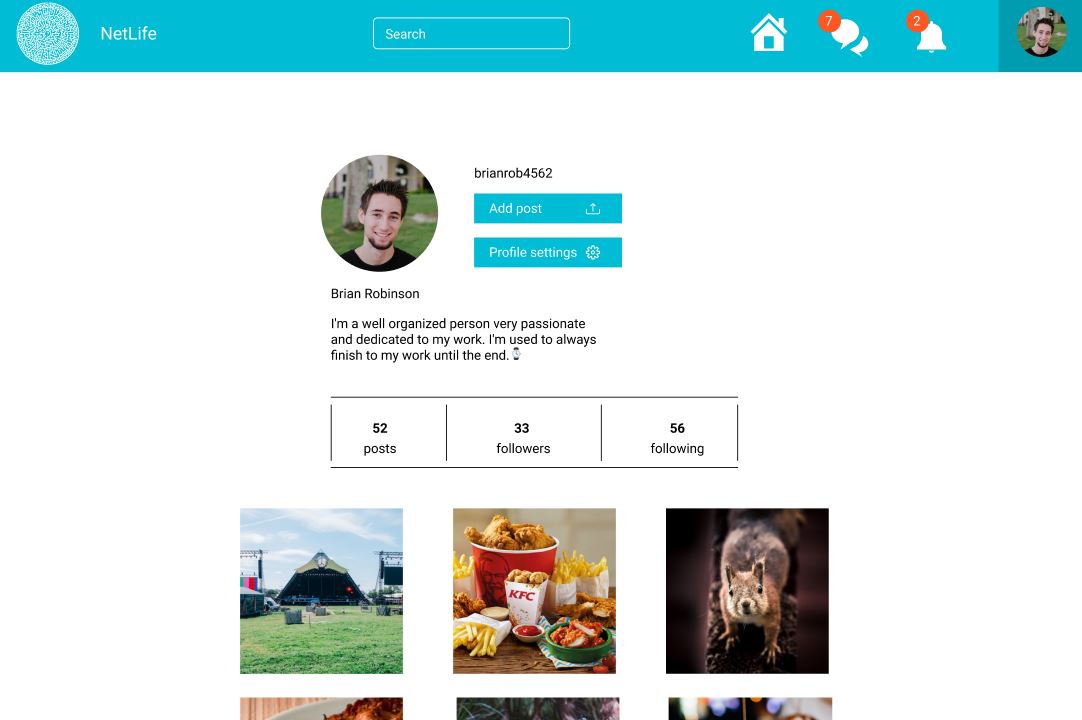 NetLife
Search
7
2
brianrob4562
Add post
Profile settings
Brian Robinson
I'm a well organized person very passionate
and dedicated to my work. I'm used to always
finish to my work until the end.⌚
52
posts
33
followers
56
following
KFC